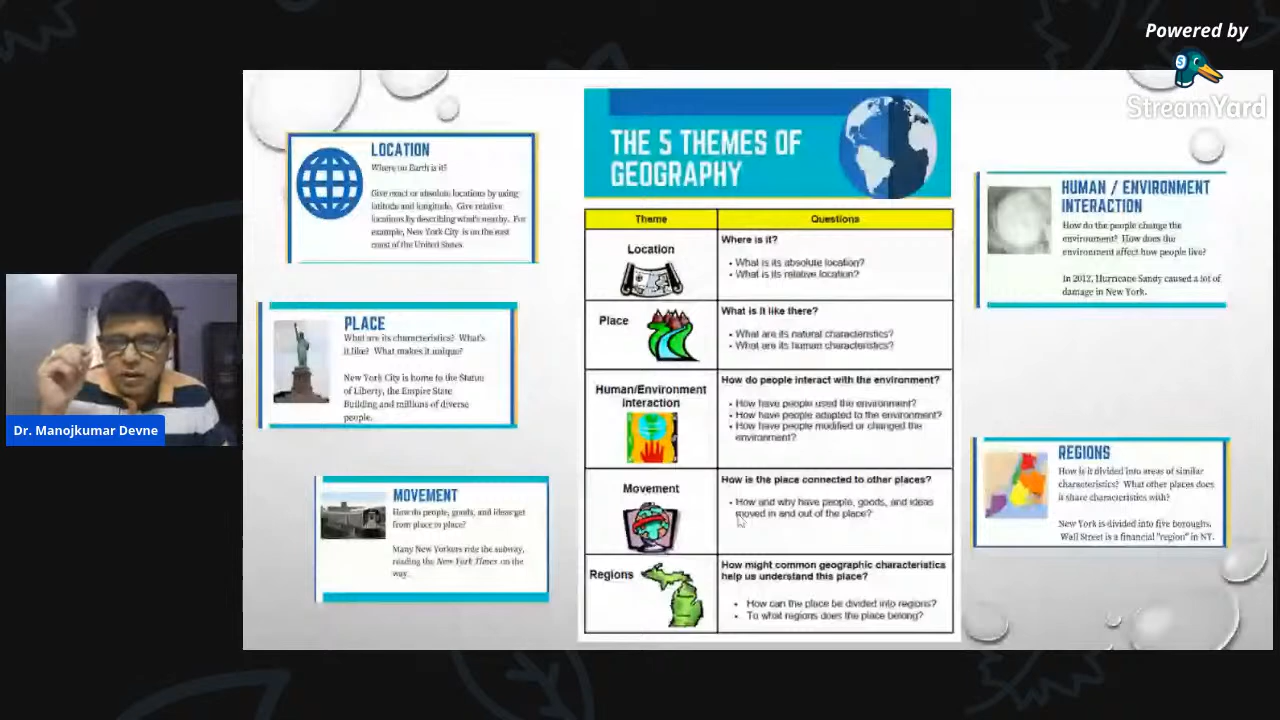 Powered by
StreamYard
LOCATION
Where on Earth is it?
Give exact or absolute locations by using
latitude and longitude. Give relative
locations by describing what's nearby. For
example, New York City is on the east
coast of the United States.
PLACE
What are its characteristics? What's
it like? What makes it unique?
New York City is home to the Statue
of Liberty, the Empire State
Building and millions of diverse
people.
MOVEMENT
How do people, goods, and ideas get
from place to place?
Many New Yorkers ride the subway,
reading the New York Times on the
way.
THE 5 THEMES OF
GEOGRAPHY
Theme
Questions
Location
Where is it?
• What is its absolute location?
• What is its relative location?
Place
What is it like there?
• What are its natural characteristics?
• What are its human characteristics?
Human/Environment
Interaction
How do people interact with the environment?
• How have people used the environment?
• How have people adapted to the environment?
• How have people modified or changed the
environment?
Movement
How is the place connected to other places?
• How and why have people, goods, and ideas
moved in and out of the place?
Regions
How might common geographic characteristics
help us understand this place?
• How can the place be divided into regions?
• To what regions does the place belong?
HUMAN / ENVIRONMENT
INTERACTION
How do the people change the
environment? How does the
environment affect how people live?
In 2012, Hurricane Sandy caused a lot of
damage in New York.
REGIONS
How is it divided into areas of similar
characteristics? What other places does
it share characteristics with?
New York is divided into five boroughs.
Wall Street is a financial "region" in NY.
Dr. Manojkumar Devne